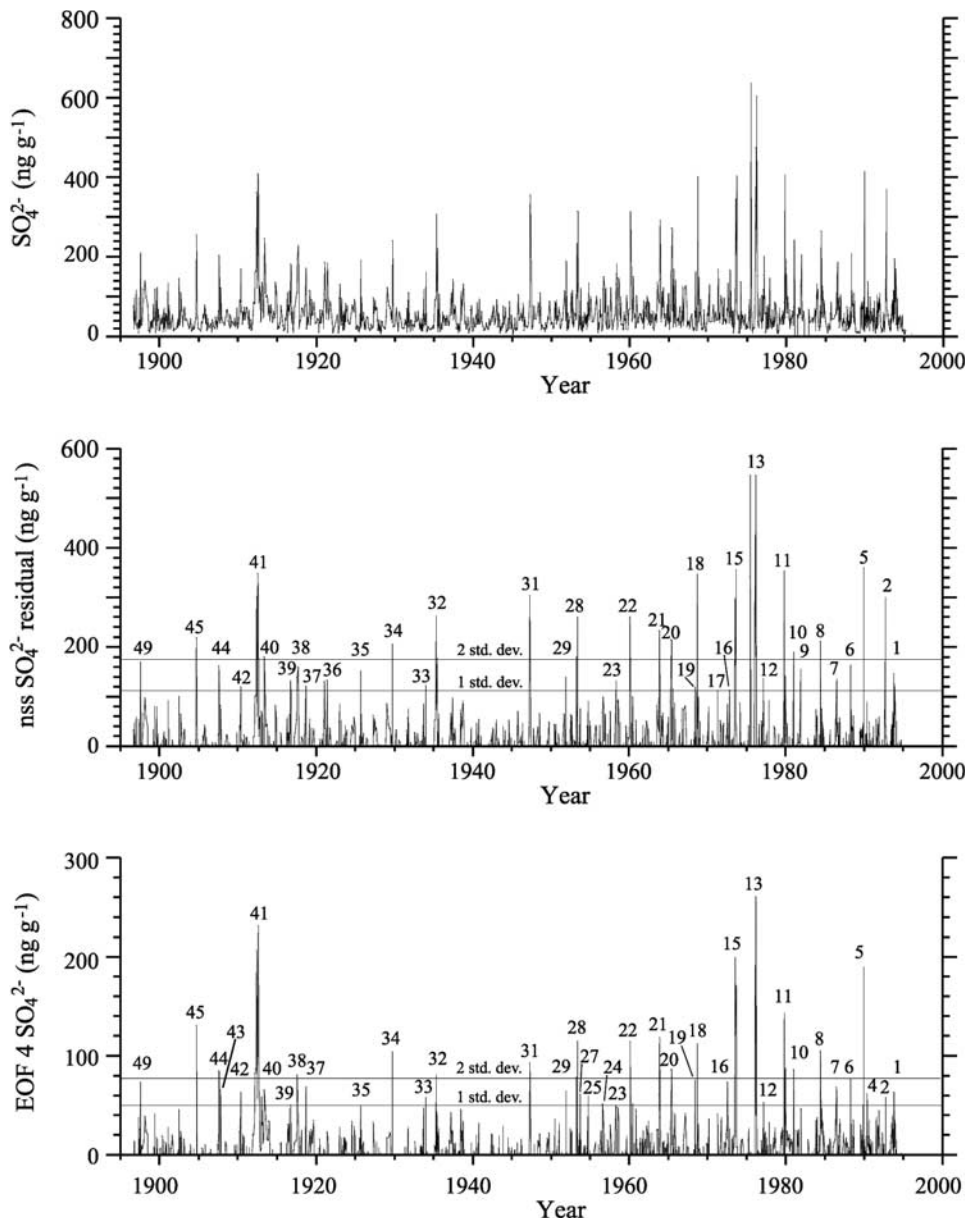 800
600
400
200
0
SO₄²⁻ (ng g⁻¹)
1900 1920 1940 1960 1980 2000
Year
600
400
200
0
nss SO₄²⁻ residual (ng g⁻¹)
13
41 18 15 11 5
31 2
32 28 22
45 34 21 20 8
49 44 40 38 35 29 16 10 9 6 1
2 std. dev.
42 39 37 36 33 23 19 17 12 7
1 std. dev.
1900 1920 1940 1960 1980 2000
Year
300
200
100
0
EOF 4 SO₄²⁻ (ng g⁻¹)
13
41
15 5
11
45 43 34 28 22 21 19 18 8
49 44 42 40 38 37 32 31 29 27 24 20 16 10 7 6 1
2 std. dev.
39 35 33 25 23 12 4 2
1 std. dev.
1900 1920 1940 1960 1980 2000
Year